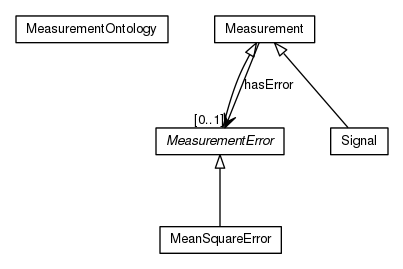 MeasurementOntology
Measurement
hasError
[0..1]
MeasurementError
Signal
MeanSquareError